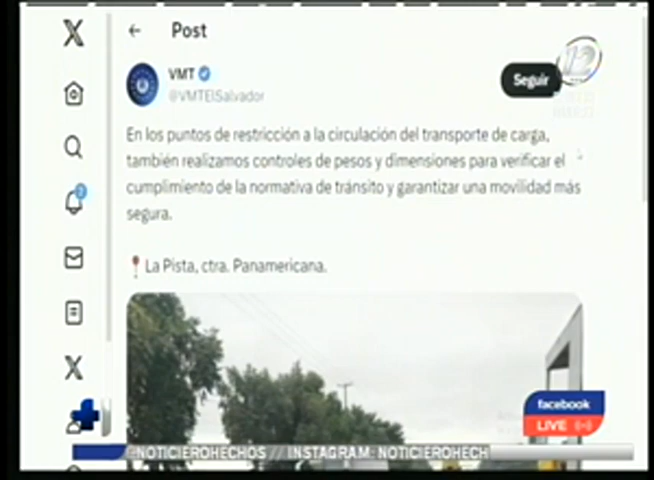 Post
VMT
@VMTElSalvador
Seguir
12
En los puntos de restricción a la circulación del transporte de carga,
también realizamos controles de pesos y dimensiones para verificar el
cumplimiento de la normativa de tránsito y garantizar una movilidad más
segura.
La Pista, ctra. Panamericana.
facebook
LIVE
@NOTICIEROHECHOS // INSTAGRAM: NOTICIEROHECH